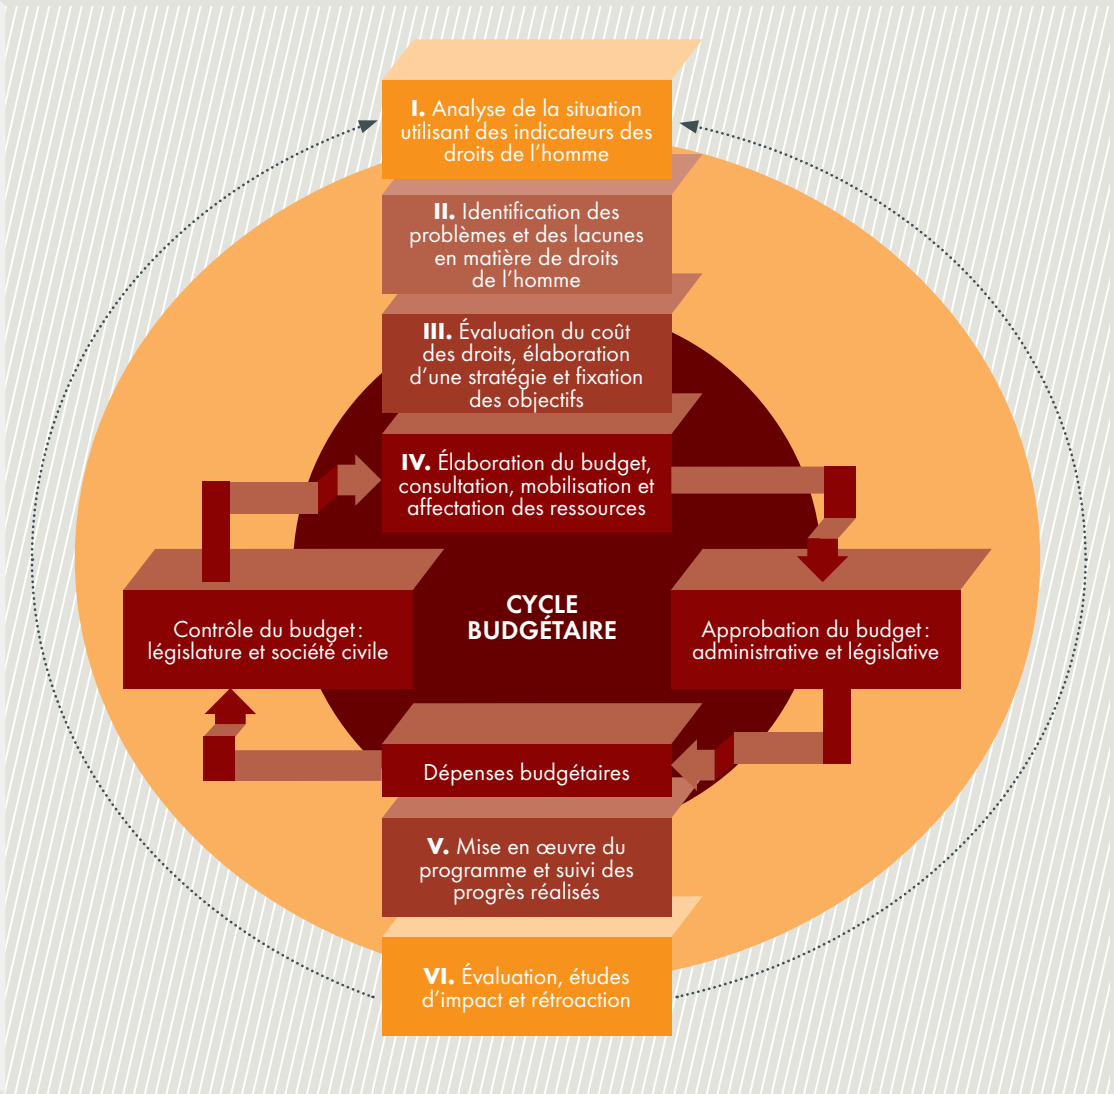 I. Analyse de la situation
utilisant des indicateurs des
droits de l’homme
II. Identification des
problèmes et des lacunes
en matière de droits
de l’homme
III. Évaluation du coût
des droits, élaboration
d’une stratégie et fixation
des objectifs
IV. Élaboration du budget,
consultation, mobilisation et
affectation des ressources
CYCLE
BUDGÉTAIRE
Contrôle du budget :
législature et société civile
Approbation du budget :
administrative et législative
Dépenses budgétaires
V. Mise en œuvre du
programme et suivi des
progrès réalisés
VI. Évaluation, études
d’impact et rétroaction